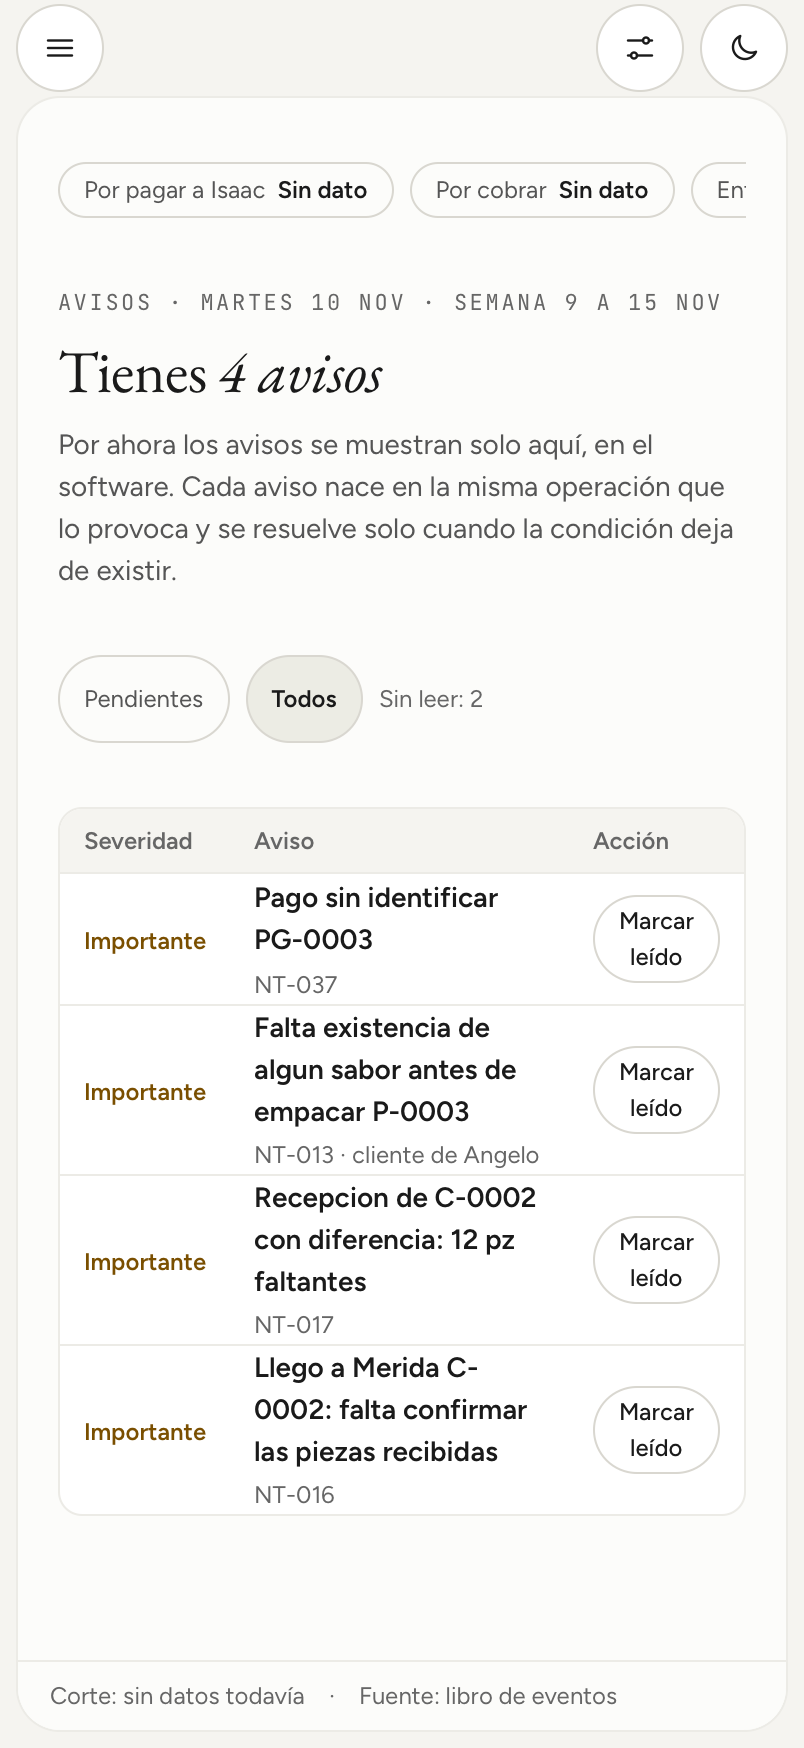 Por pagar a Isaac Sin dato
Por cobrar Sin dato
AVISOS · MARTES 10 NOV · SEMANA 9 A 15 NOV
Tienes 4 avisos
Por ahora los avisos se muestran solo aquí, en el
software. Cada aviso nace en la misma operación que
lo provoca y se resuelve solo cuando la condición deja
de existir.
Pendientes
Todos
Sin leer: 2
Severidad Aviso Acción
Importante
Pago sin identificar
PG-0003
NT-037
Marcar
leído
Importante
Falta existencia de
algun sabor antes de
empacar P-0003
NT-013 · cliente de Angelo
Marcar
leído
Importante
Recepcion de C-0002
con diferencia: 12 pz
faltantes
NT-017
Marcar
leído
Importante
Llego a Merida C-
0002: falta confirmar
las piezas recibidas
NT-016
Marcar
leído
Corte: sin datos todavía · Fuente: libro de eventos